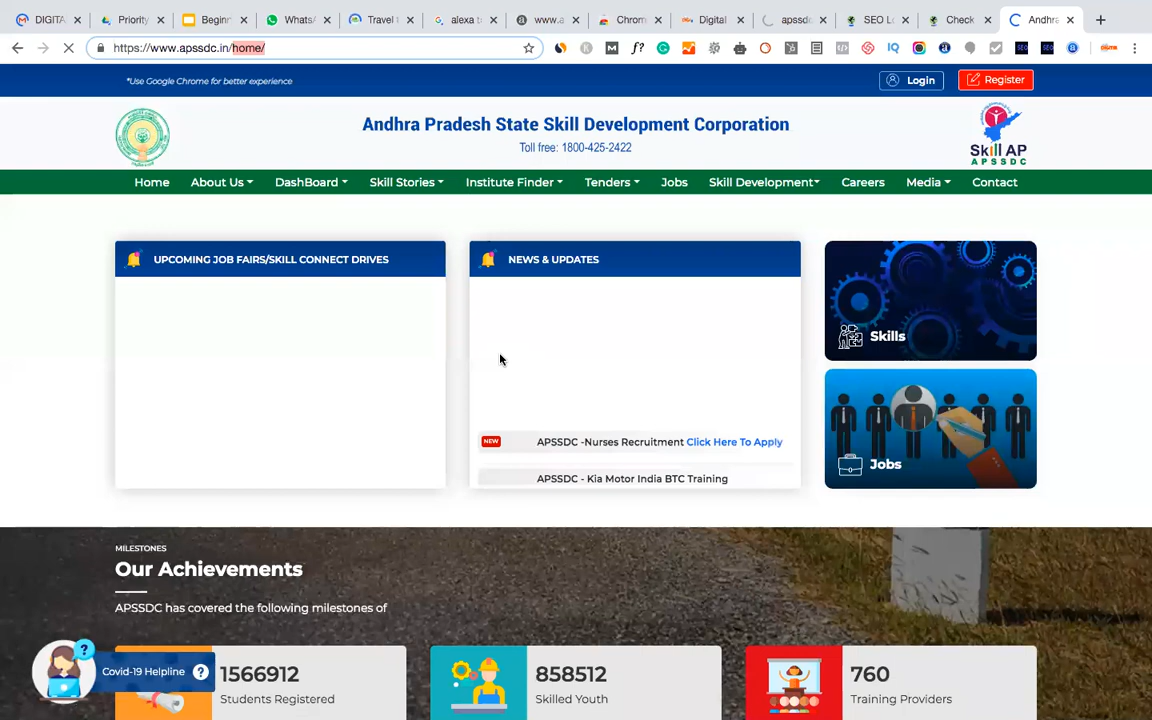 DIGITA
Priority
Beginn
WhatsA
Travel t
alexa t
www.a
Chrom
Digital
apssdc
SEO Lo
Check
Andhra
https://www.apssdc.in/home/
*Use Google Chrome for better experience
Login
Register
Andhra Pradesh State Skill Development Corporation
Toll free: 1800-425-2422
Skill AP
APSSDC
Home
About Us
DashBoard
Skill Stories
Institute Finder
Tenders
Jobs
Skill Development
Careers
Media
Contact
UPCOMING JOB FAIRS/SKILL CONNECT DRIVES
NEWS & UPDATES
NEW
APSSDC -Nurses Recruitment Click Here To Apply
APSSDC - Kia Motor India BTC Training
Skills
Jobs
MILESTONES
Our Achievements
APSSDC has covered the following milestones of
Covid-19 Helpline ?
1566912
Students Registered
858512
Skilled Youth
760
Training Providers